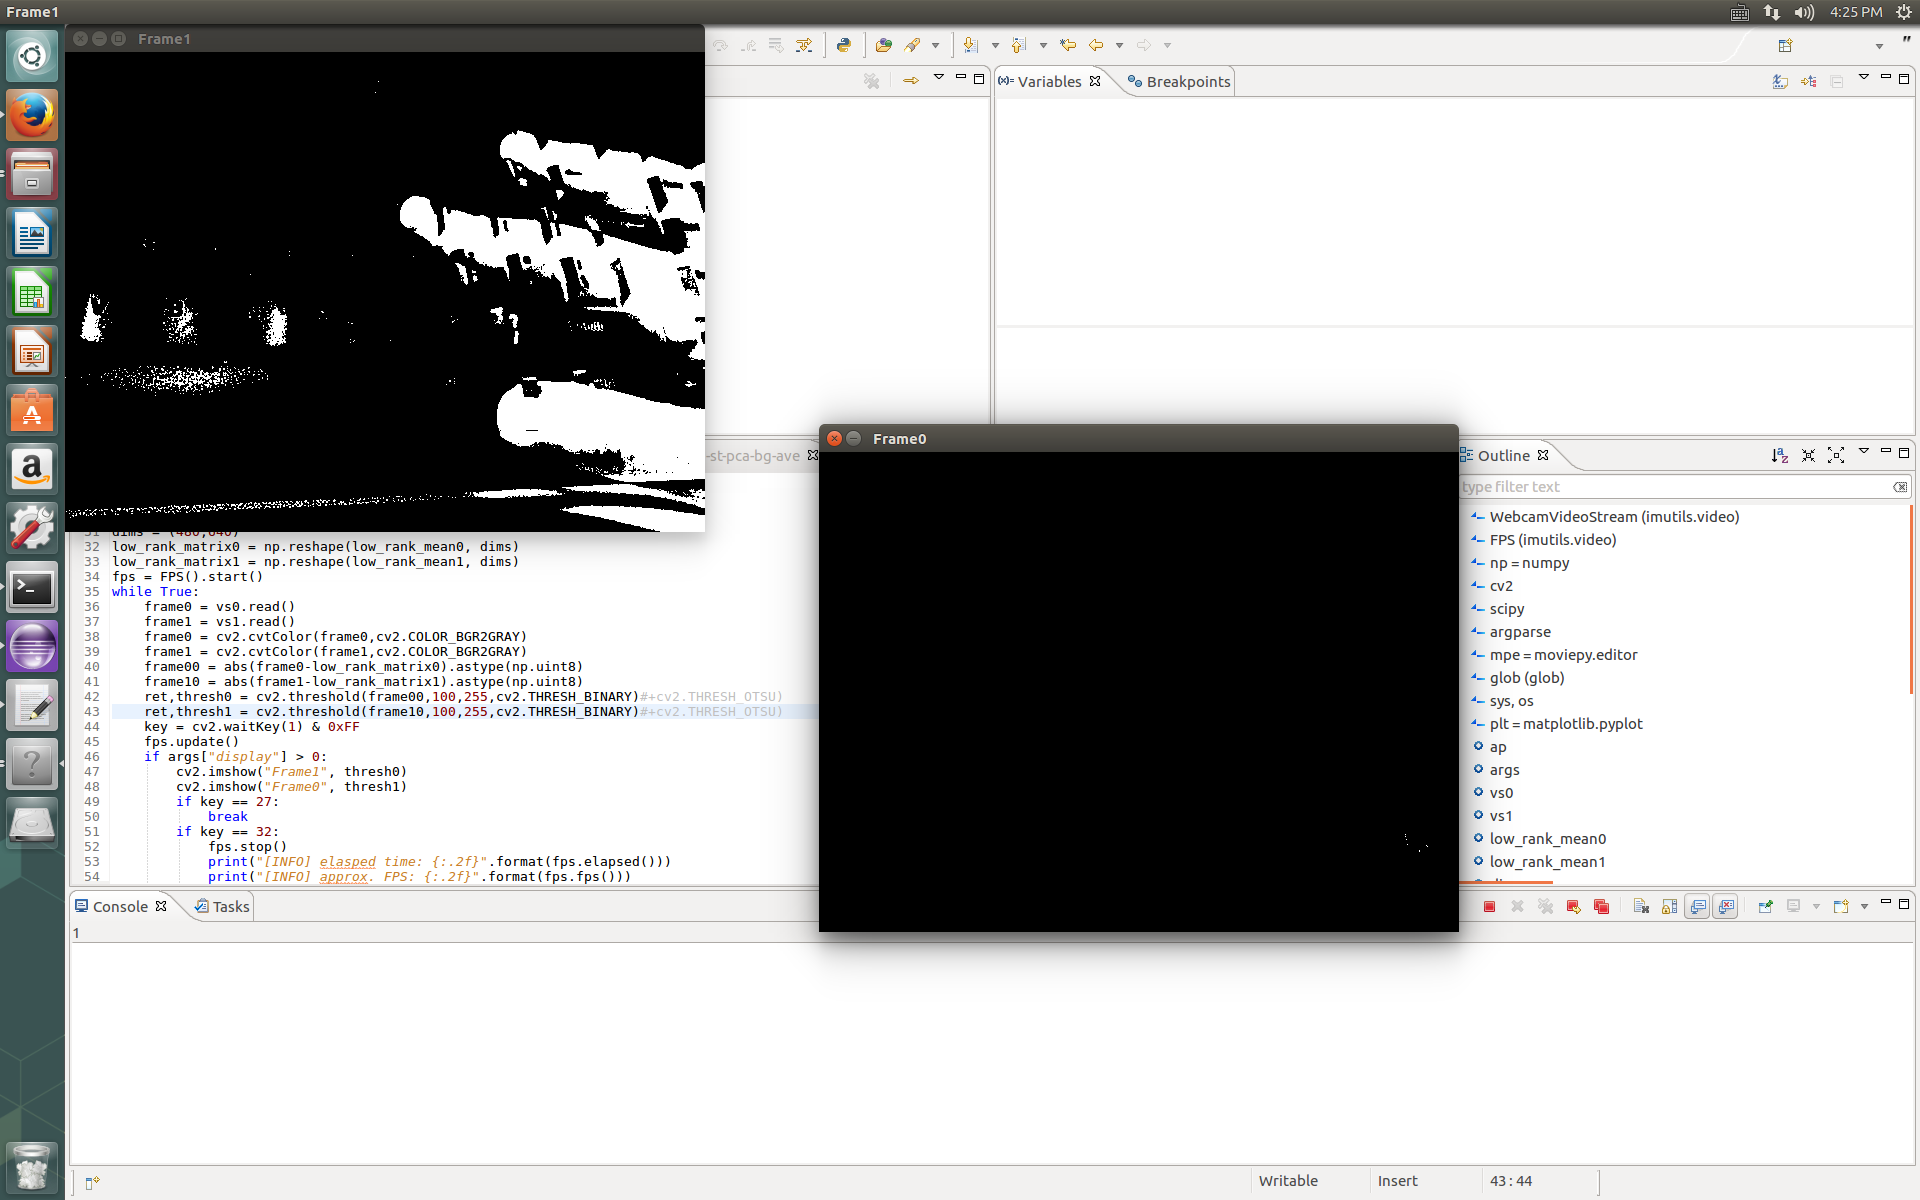 Frame1
4:25 PM
Frame1
Variables
Breakpoints
-st-pca-bg-ave
Frame0
Outline
type filter text
WebcamVideoStream (imutils.video)
FPS (imutils.video)
np = numpy
cv2
scipy
argparse
mpe = moviepy.editor
glob (glob)
sys, os
plt = matplotlib.pyplot
ap
args
vs0
vs1
low_rank_mean0
low_rank_mean1
31 dims = (480,640)
32 low_rank_matrix0 = np.reshape(low_rank_mean0, dims)
33 low_rank_matrix1 = np.reshape(low_rank_mean1, dims)
34 fps = FPS().start()
35 while True:
36 frame0 = vs0.read()
37 frame1 = vs1.read()
38 frame0 = cv2.cvtColor(frame0,cv2.COLOR_BGR2GRAY)
39 frame1 = cv2.cvtColor(frame1,cv2.COLOR_BGR2GRAY)
40 frame00 = abs(frame0-low_rank_matrix0).astype(np.uint8)
41 frame10 = abs(frame1-low_rank_matrix1).astype(np.uint8)
42 ret,thresh0 = cv2.threshold(frame00,100,255,cv2.THRESH_BINARY)#+cv2.THRESH_OTSU)
43 ret,thresh1 = cv2.threshold(frame10,100,255,cv2.THRESH_BINARY)#+cv2.THRESH_OTSU)
44 key = cv2.waitKey(1) & 0xFF
45 fps.update()
46 if args["display"] > 0:
47 cv2.imshow("Frame1", thresh0)
48 cv2.imshow("Frame0", thresh1)
49 if key == 27:
50 break
51 if key == 32:
52 fps.stop()
53 print("[INFO] elasped time: {:.2f}".format(fps.elapsed()))
54 print("[INFO] approx. FPS: {:.2f}".format(fps.fps()))
Console
Tasks
1
Writable
Insert
43 : 44